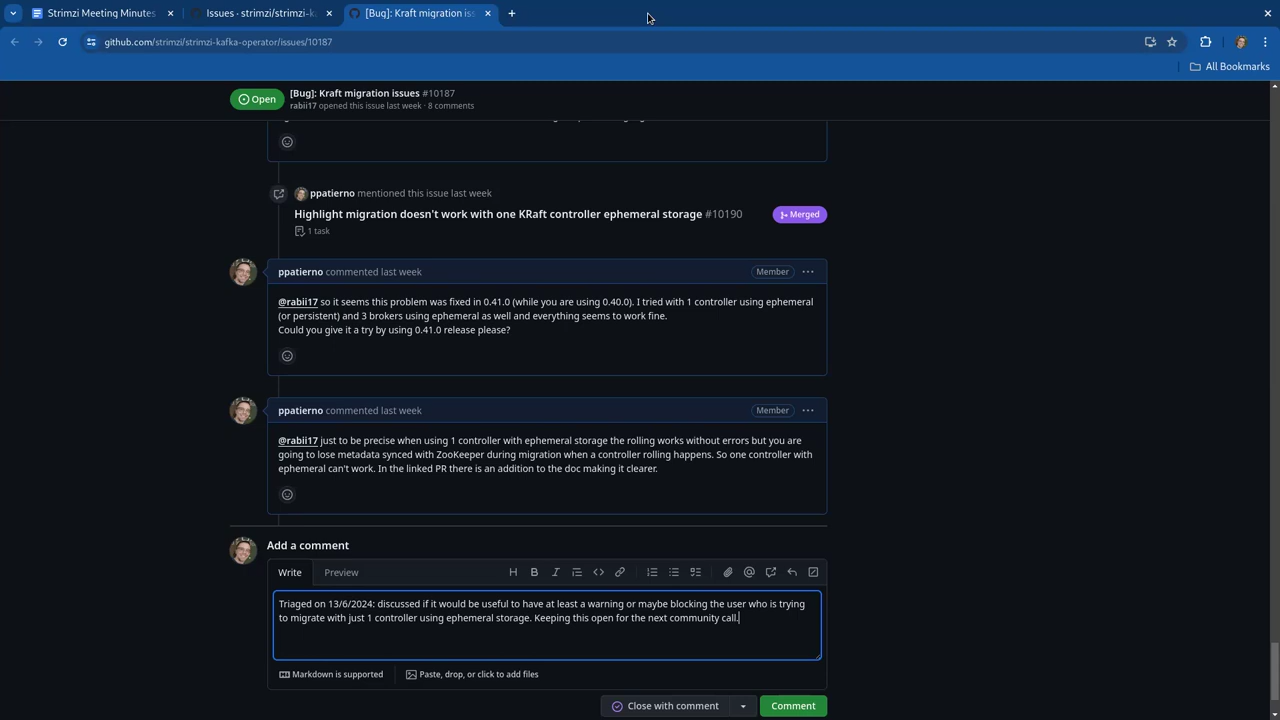 Strimzi Meeting Minutes
Issues · strimzi/strimzi-k
[Bug]: Kraft migration iss
github.com/strimzi/strimzi-kafka-operator/issues/10187
All Bookmarks
Open
[Bug]: Kraft migration issues #10187
rabii17 opened this issue last week · 8 comments
ppatierno mentioned this issue last week
Highlight migration doesn't work with one KRaft controller ephemeral storage #10190
Merged
1 task
ppatierno commented last week
Member
@rabii17 so it seems this problem was fixed in 0.41.0 (while you are using 0.40.0). I tried with 1 controller using ephemeral
(or persistent) and 3 brokers using ephemeral as well and everything seems to work fine.
Could you give it a try by using 0.41.0 release please?
ppatierno commented last week
Member
@rabii17 just to be precise when using 1 controller with ephemeral storage the rolling works without errors but you are
going to lose metadata synced with ZooKeeper during migration when a controller rolling happens. So one controller with
ephemeral can't work. In the linked PR there is an addition to the doc making it clearer.
Add a comment
Write
Preview
Triaged on 13/6/2024: discussed if it would be useful to have at least a warning or maybe blocking the user who is trying
to migrate with just 1 controller using ephemeral storage. Keeping this open for the next community call.
Markdown is supported
Paste, drop, or click to add files
Close with comment
Comment